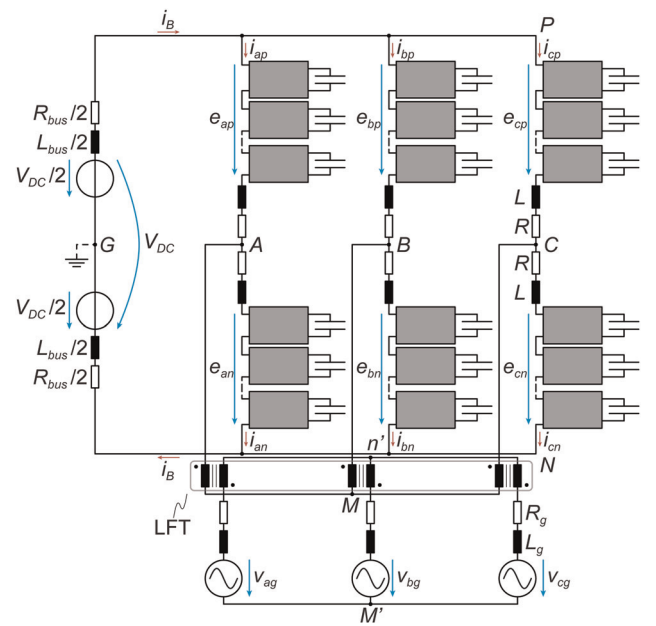 i_B P
i_ap i_bp i_cp
R_bus/2
e_ap e_bp e_cp
L_bus/2
V_DC/2
L
R
G V_DC A B C
R
L
V_DC/2
L_bus/2
e_an e_bn e_cn
R_bus/2
i_an n' i_bn i_cn
i_B N
M
LFT R_g
L_g
v_ag v_bg v_cg
M'